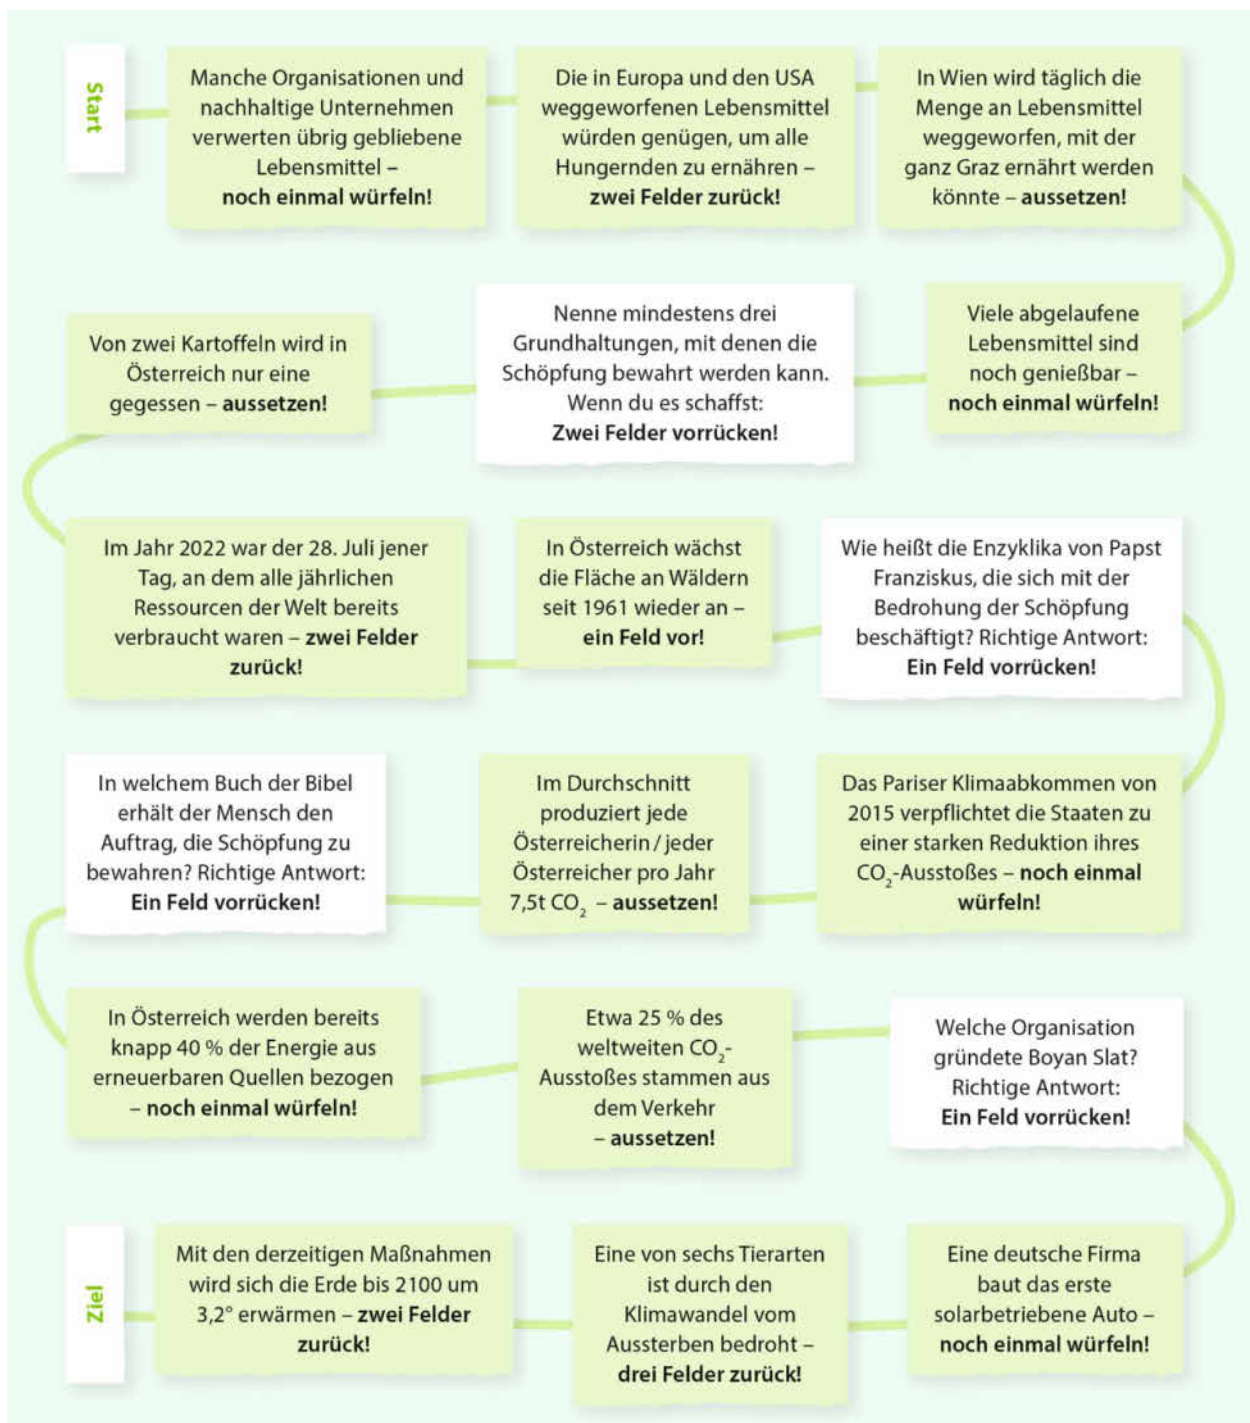 Start
Manche Organisationen und
nachhaltige Unternehmen
verwerten übrig gebliebene
Lebensmittel –
noch einmal würfeln!
Die in Europa und den USA
weggeworfenen Lebensmittel
würden genügen, um alle
Hungernden zu ernähren –
zwei Felder zurück!
In Wien wird täglich die
Menge an Lebensmittel
weggeworfen, mit der
ganz Graz ernährt werden
könnte – aussetzen!
Viele abgelaufene
Lebensmittel sind
noch genießbar –
noch einmal würfeln!
Nenne mindestens drei
Grundhaltungen, mit denen die
Schöpfung bewahrt werden kann.
Wenn du es schaffst:
Zwei Felder vorrücken!
Von zwei Kartoffeln wird in
Österreich nur eine
gegessen – aussetzen!
Im Jahr 2022 war der 28. Juli jener
Tag, an dem alle jährlichen
Ressourcen der Welt bereits
verbraucht waren – zwei Felder
zurück!
In Österreich wächst
die Fläche an Wäldern
seit 1961 wieder an –
ein Feld vor!
Wie heißt die Enzyklika von Papst
Franziskus, die sich mit der
Bedrohung der Schöpfung
beschäftigt? Richtige Antwort:
Ein Feld vorrücken!
Das Pariser Klimaabkommen von
2015 verpflichtet die Staaten zu
einer starken Reduktion ihres
CO₂-Ausstoßes – noch einmal
würfeln!
Im Durchschnitt
produziert jede
Österreicherin / jeder
Österreicher pro Jahr
7,5t CO₂ – aussetzen!
In welchem Buch der Bibel
erhält der Mensch den
Auftrag, die Schöpfung zu
bewahren? Richtige Antwort:
Ein Feld vorrücken!
In Österreich werden bereits
knapp 40 % der Energie aus
erneuerbaren Quellen bezogen
– noch einmal würfeln!
Etwa 25 % des
weltweiten CO₂-
Ausstoßes stammen aus
dem Verkehr
– aussetzen!
Welche Organisation
gründete Boyan Slat?
Richtige Antwort:
Ein Feld vorrücken!
Eine deutsche Firma
baut das erste
solarbetriebene Auto –
noch einmal würfeln!
Eine von sechs Tierarten
ist durch den
Klimawandel vom
Aussterben bedroht –
drei Felder zurück!
Mit den derzeitigen Maßnahmen
wird sich die Erde bis 2100 um
3,2° erwärmen – zwei Felder
zurück!
Ziel